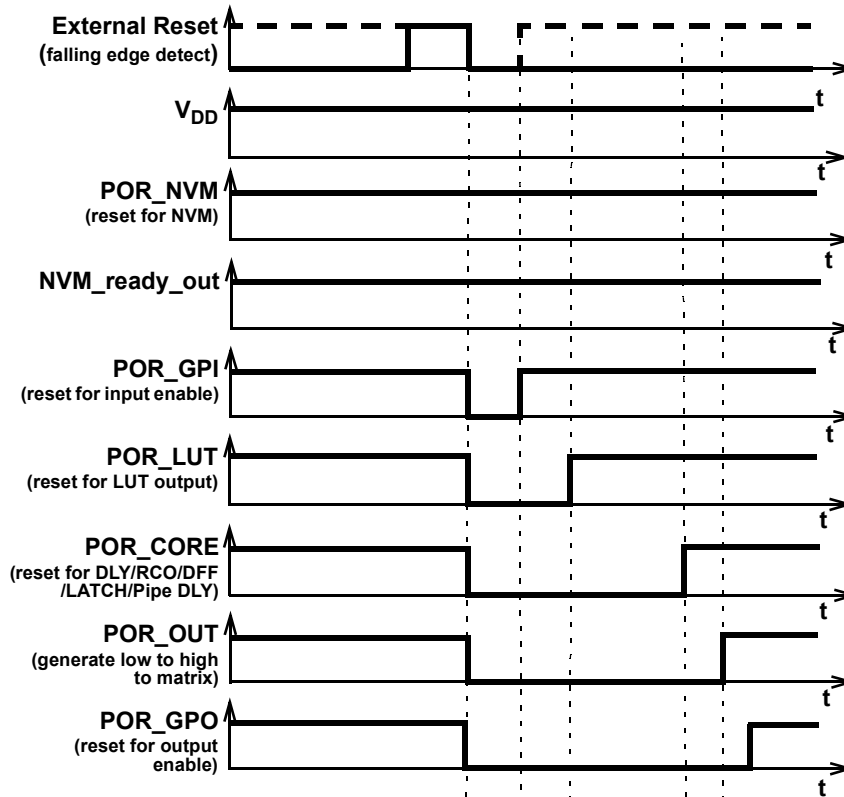 External Reset
(falling edge detect)
t
V_DD
t
POR_NVM
(reset for NVM)
t
NVM_ready_out
t
POR_GPI
(reset for input enable)
t
POR_LUT
(reset for LUT output)
t
POR_CORE
(reset for DLY/RCO/DFF
/LATCH/Pipe DLY)
t
POR_OUT
(generate low to high
to matrix)
t
POR_GPO
(reset for output
enable)
t